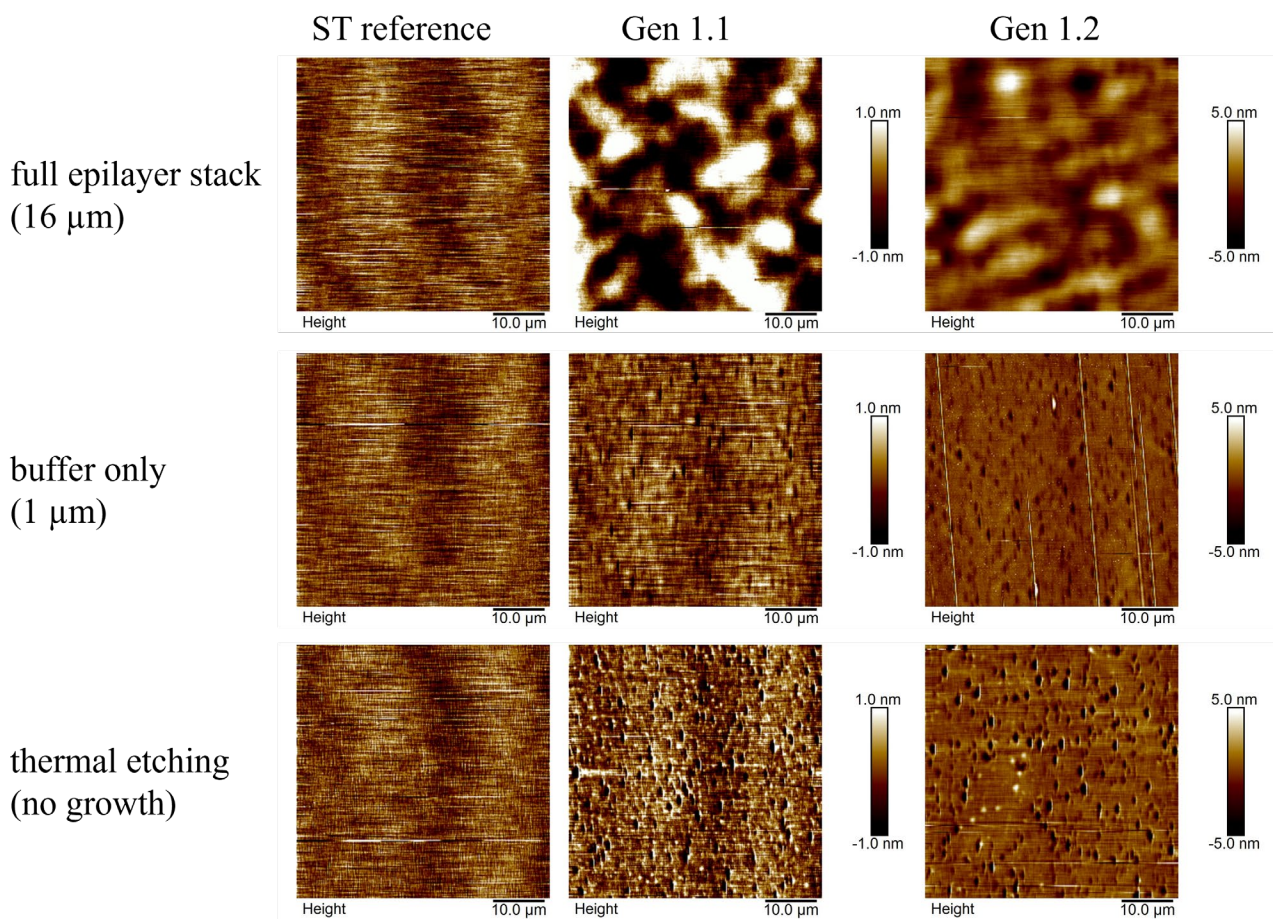 ST reference
Gen 1.1
Gen 1.2
full epilayer stack
(16 µm)
1.0 nm
-1.0 nm
5.0 nm
-5.0 nm
Height
10.0 µm
10.0 µm
Height
10.0 µm
buffer only
(1 µm)
1.0 nm
-1.0 nm
5.0 nm
-5.0 nm
Height
10.0 µm
10.0 µm
Height
10.0 µm
thermal etching
(no growth)
1.0 nm
-1.0 nm
5.0 nm
-5.0 nm
Height
10.0 µm
Height
10.0 µm
Height
10.0 µm